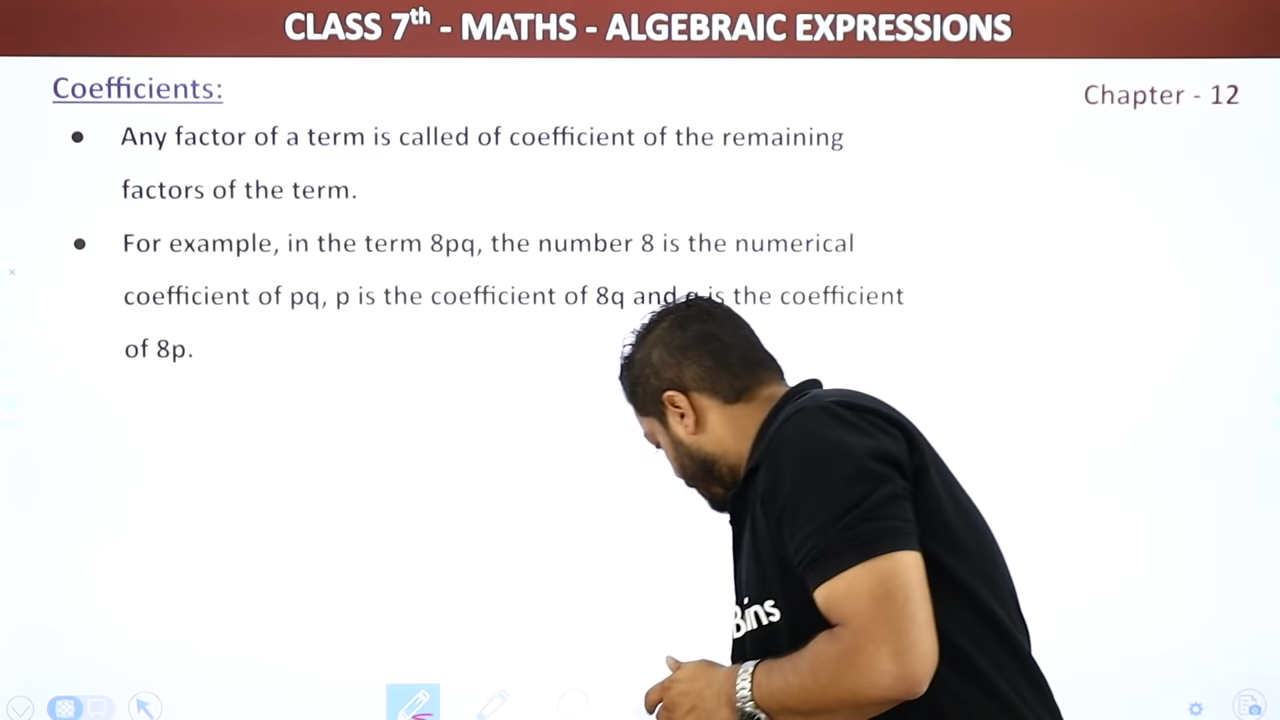 CLASS 7th - MATHS - ALGEBRAIC EXPRESSIONS
Coefficients:
Chapter - 12
● Any factor of a term is called of coefficient of the remaining
factors of the term.
● For example, in the term 8pq, the number 8 is the numerical
coefficient of pq, p is the coefficient of 8q and is the coefficient
of 8p.